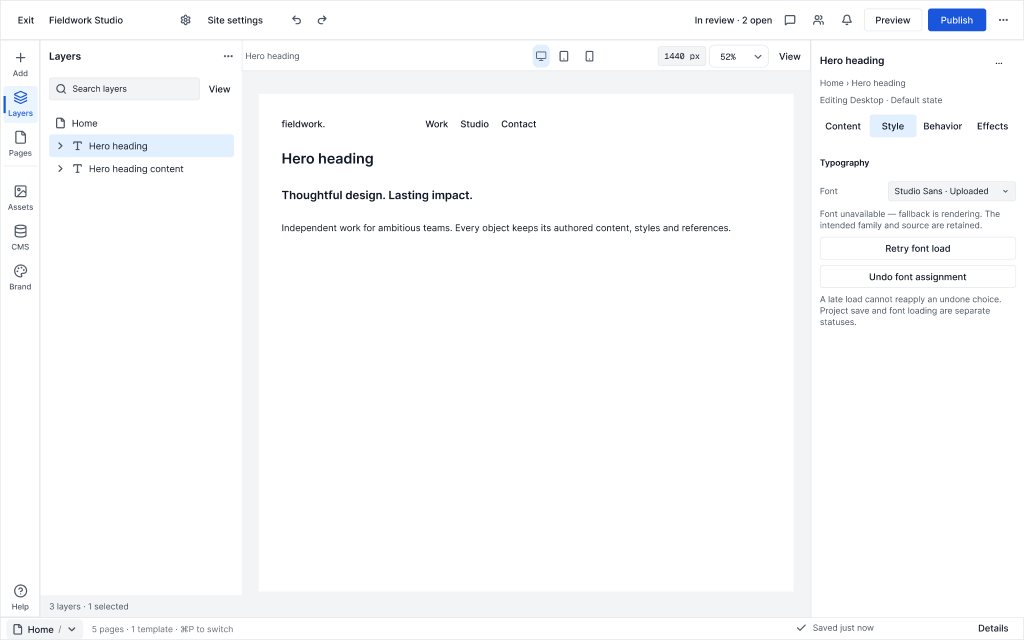 Exit Fieldwork Studio Site settings In review · 2 open Preview Publish ···
Add
Layers
Pages
Assets
CMS
Brand
Help
Layers ···
Search layers View
Home
Hero heading
Hero heading content
3 layers · 1 selected
Hero heading 1440 px 52% View
fieldwork. Work Studio Contact
Hero heading
Thoughtful design. Lasting impact.
Independent work for ambitious teams. Every object keeps its authored content, styles and references.
Hero heading ...
Home › Hero heading
Editing Desktop · Default state
Content Style Behavior Effects
Typography
Font Studio Sans · Uploaded
Font unavailable — fallback is rendering. The
intended family and source are retained.
Retry font load
Undo font assignment
A late load cannot reapply an undone choice.
Project save and font loading are separate
statuses.
Home / 5 pages · 1 template · ⌘P to switch Saved just now Details